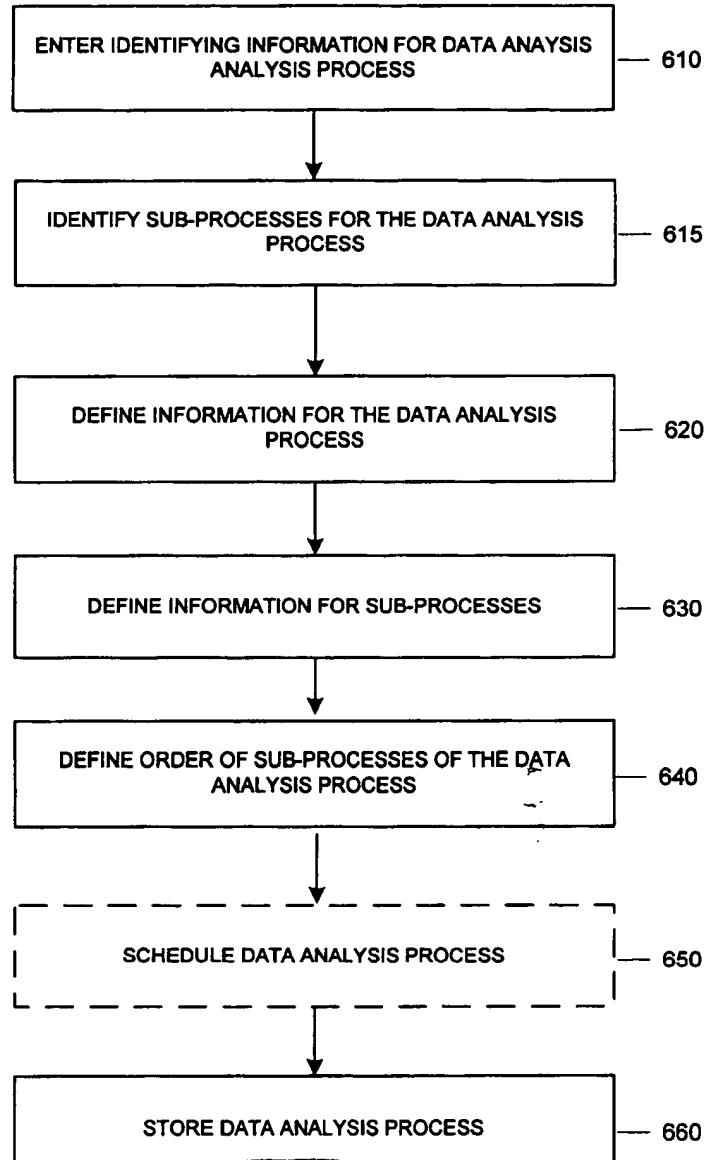 ENTER IDENTIFYING INFORMATION FOR DATA ANAYSIS
ANALYSIS PROCESS
610
IDENTIFY SUB-PROCESSES FOR THE DATA ANALYSIS
PROCESS
615
DEFINE INFORMATION FOR THE DATA ANALYSIS
PROCESS
620
DEFINE INFORMATION FOR SUB-PROCESSES
630
DEFINE ORDER OF SUB-PROCESSES OF THE DATA
ANALYSIS PROCESS
640
SCHEDULE DATA ANALYSIS PROCESS
650
STORE DATA ANALYSIS PROCESS
660